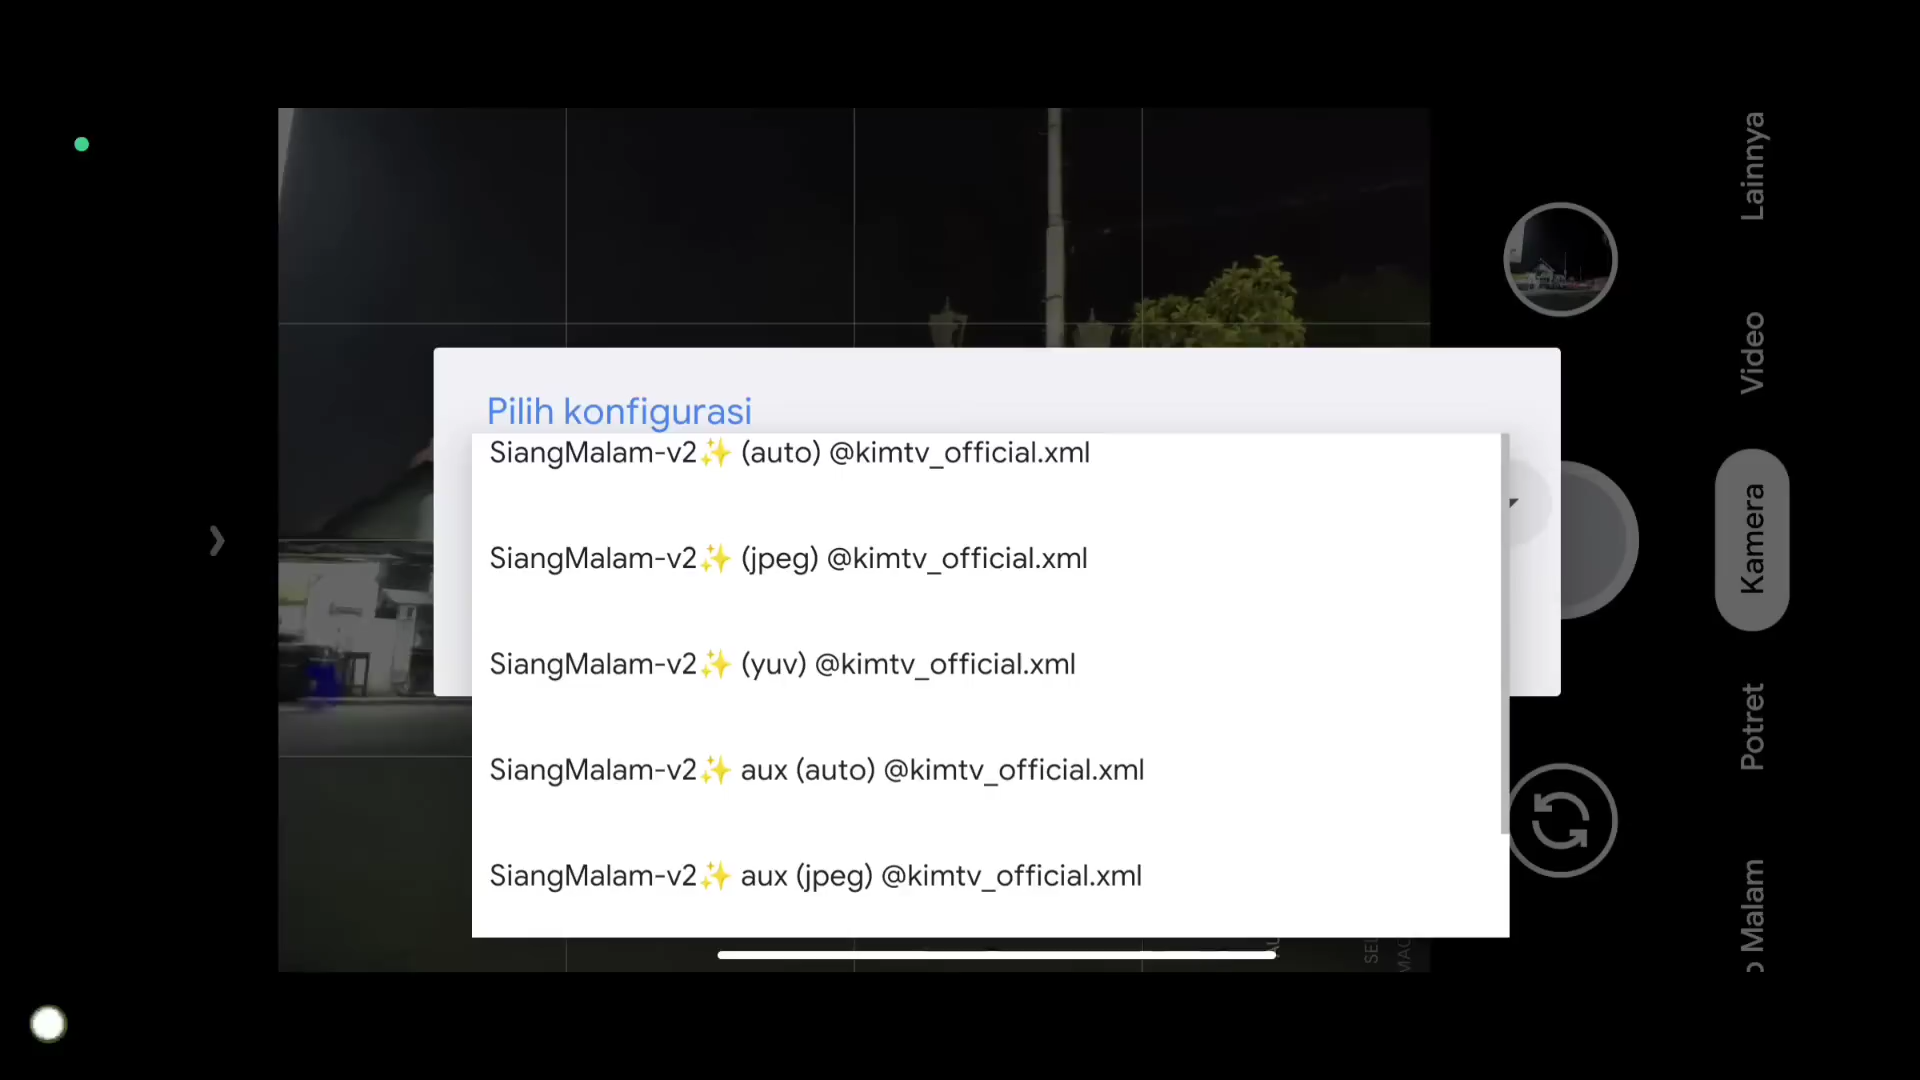 Pilih konfigurasi
SiangMalam-v2✨ (auto) @kimtv_official.xml
SiangMalam-v2✨ (jpeg) @kimtv_official.xml
SiangMalam-v2✨ (yuv) @kimtv_official.xml
SiangMalam-v2✨ aux (auto) @kimtv_official.xml
SiangMalam-v2✨ aux (jpeg) @kimtv_official.xml
Lainnya
Video
Kamera
Potret
Malam